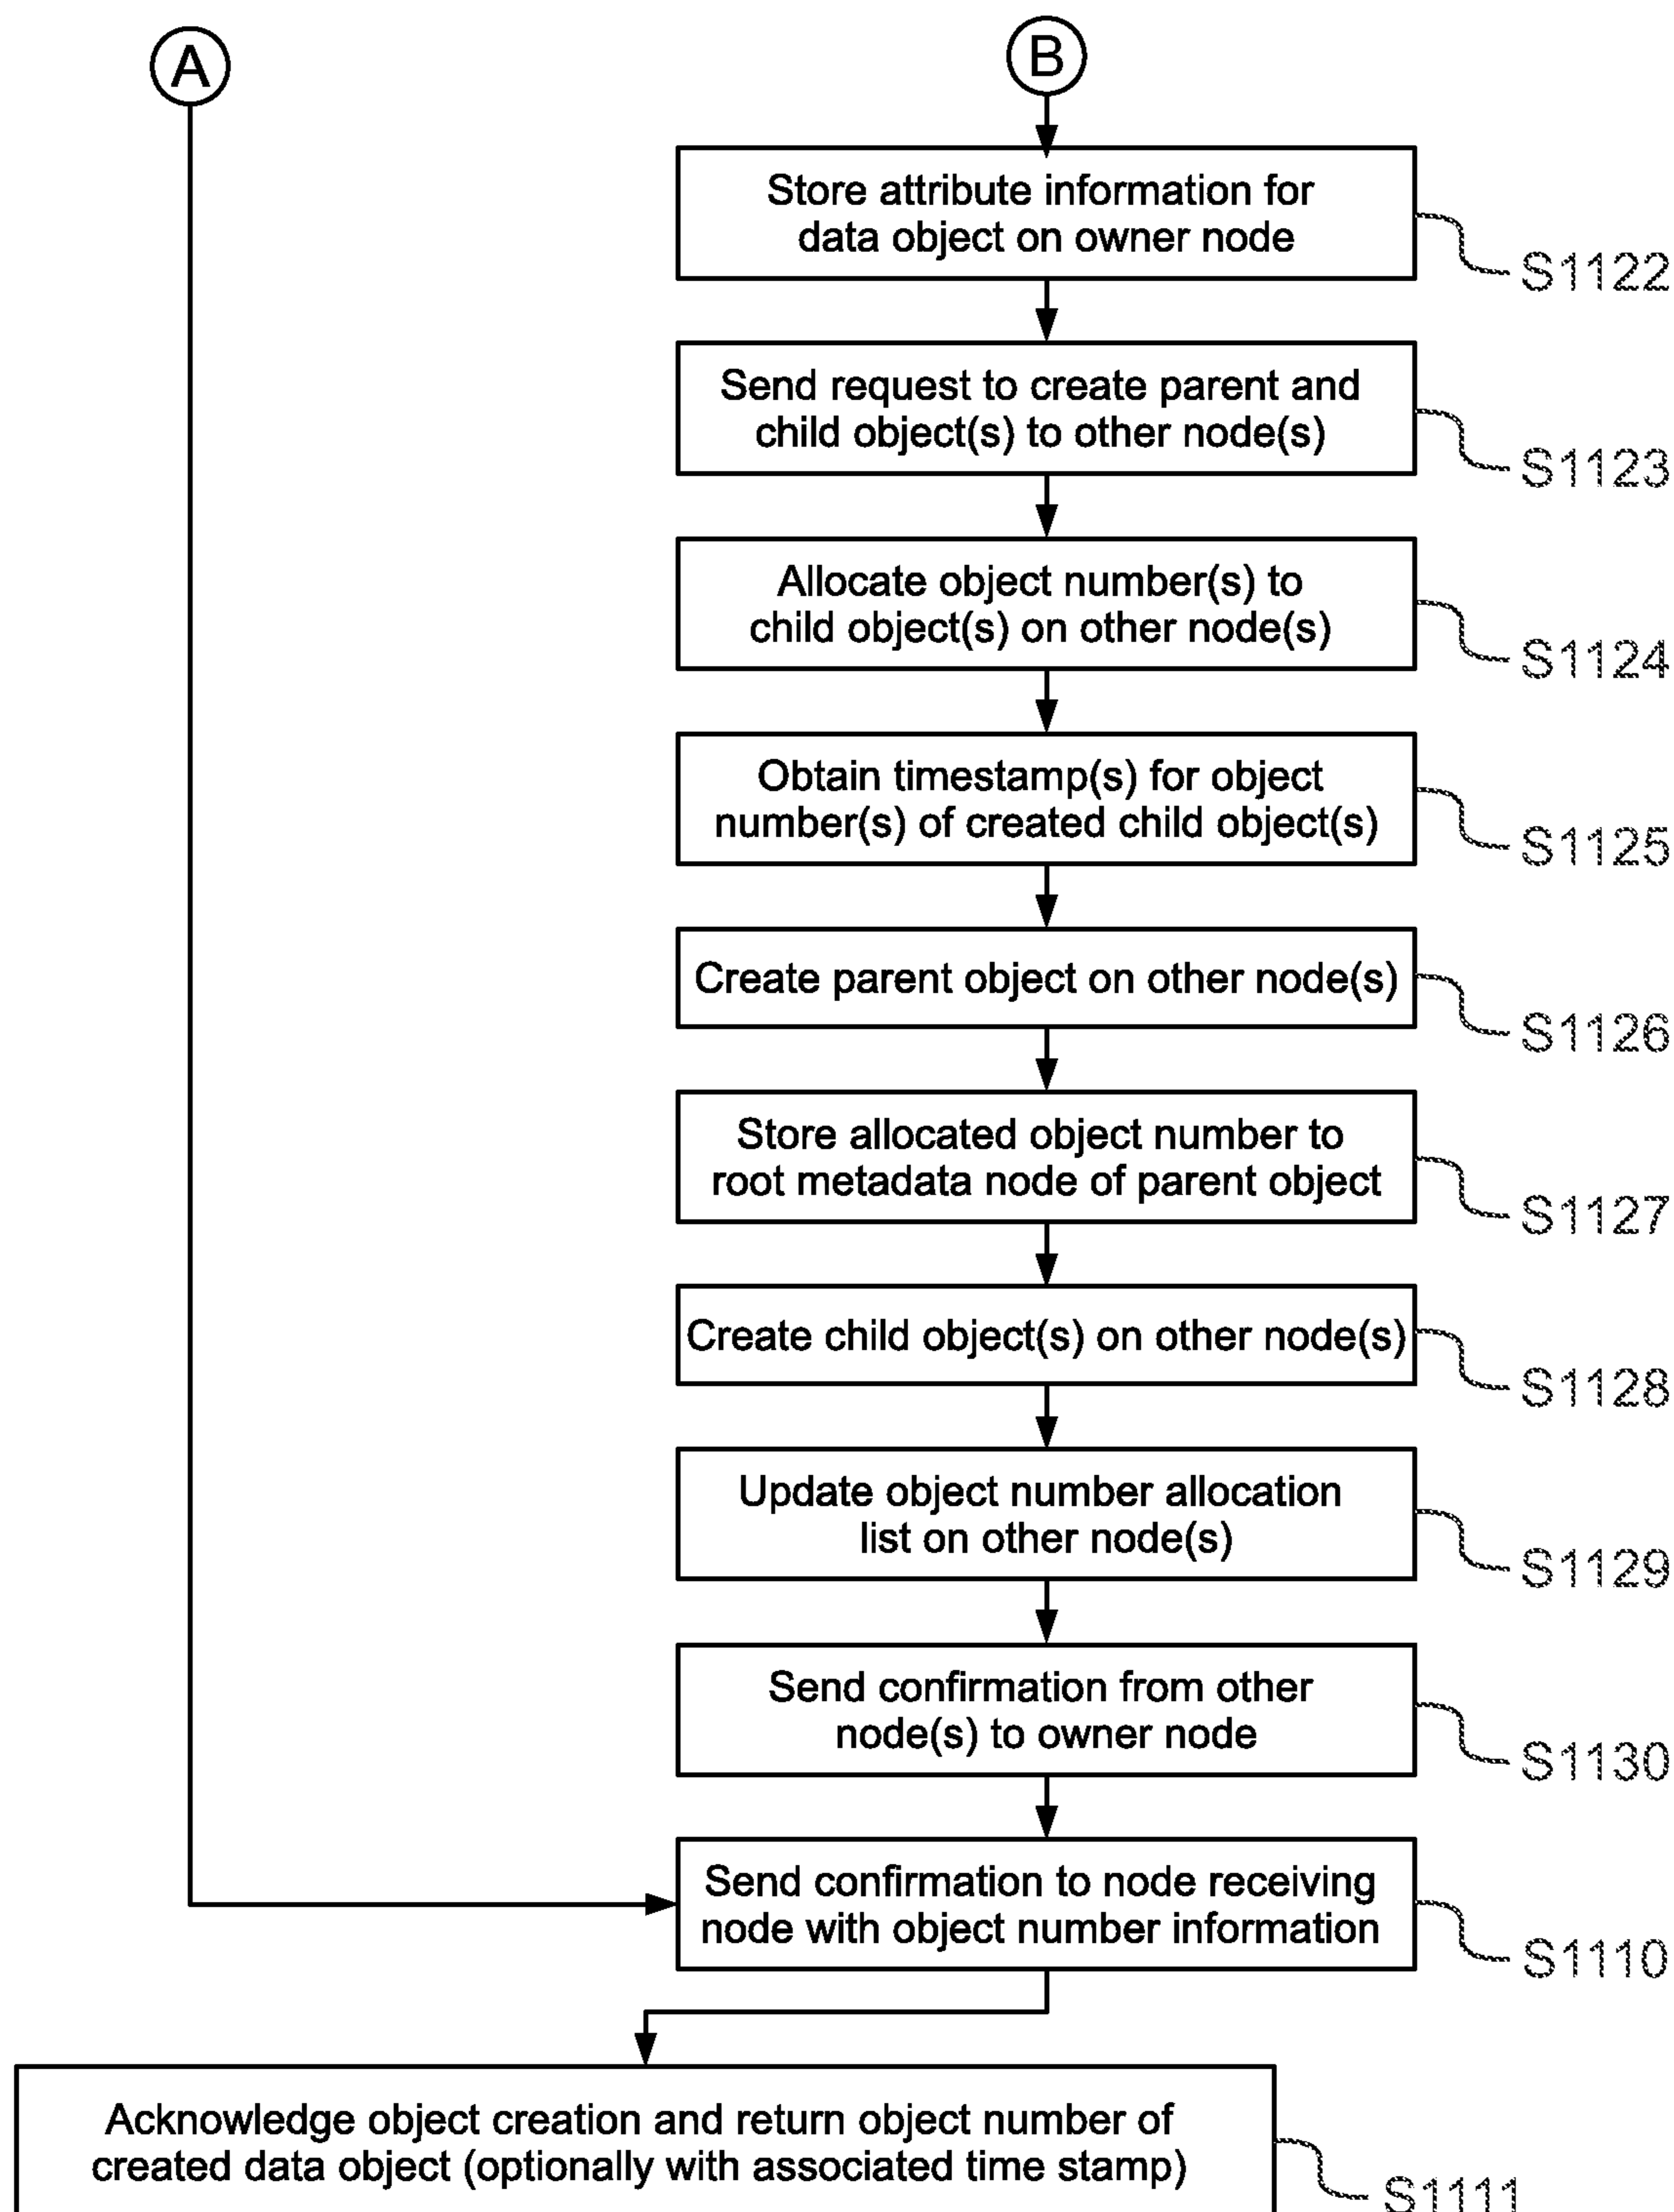 A
B
Store attribute information for
data object on owner node
S1122
Send request to create parent and
child object(s) to other node(s)
S1123
Allocate object number(s) to
child object(s) on other node(s)
S1124
Obtain timestamp(s) for object
number(s) of created child object(s)
S1125
Create parent object on other node(s)
S1126
Store allocated object number to
root metadata node of parent object
S1127
Create child object(s) on other node(s)
S1128
Update object number allocation
list on other node(s)
S1129
Send confirmation from other
node(s) to owner node
S1130
Send confirmation to node receiving
node with object number information
S1110
Acknowledge object creation and return object number of
created data object (optionally with associated time stamp)
S1111